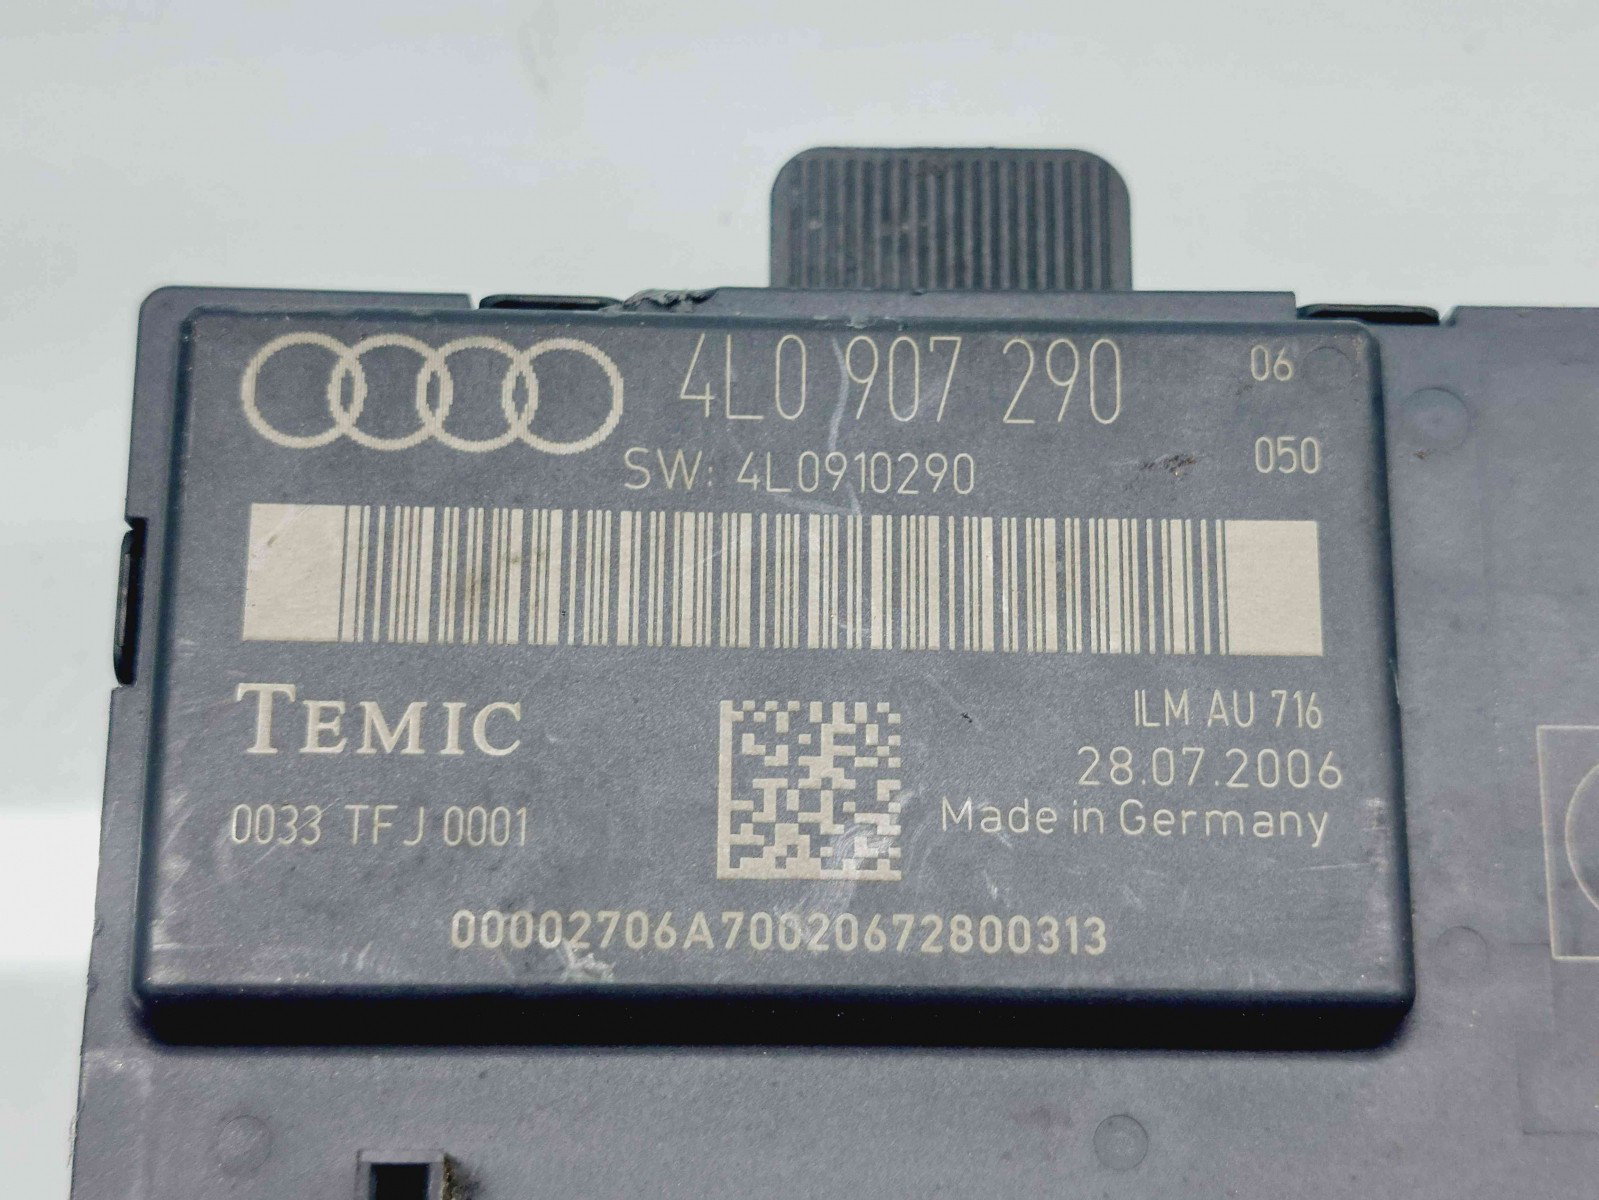 4L0 907 290 06
SW: 4L0910290 050
TEMIC
ILM AU 716
28.07.2006
0033 TFJ 0001
Made in Germany
00002706A70020672800313